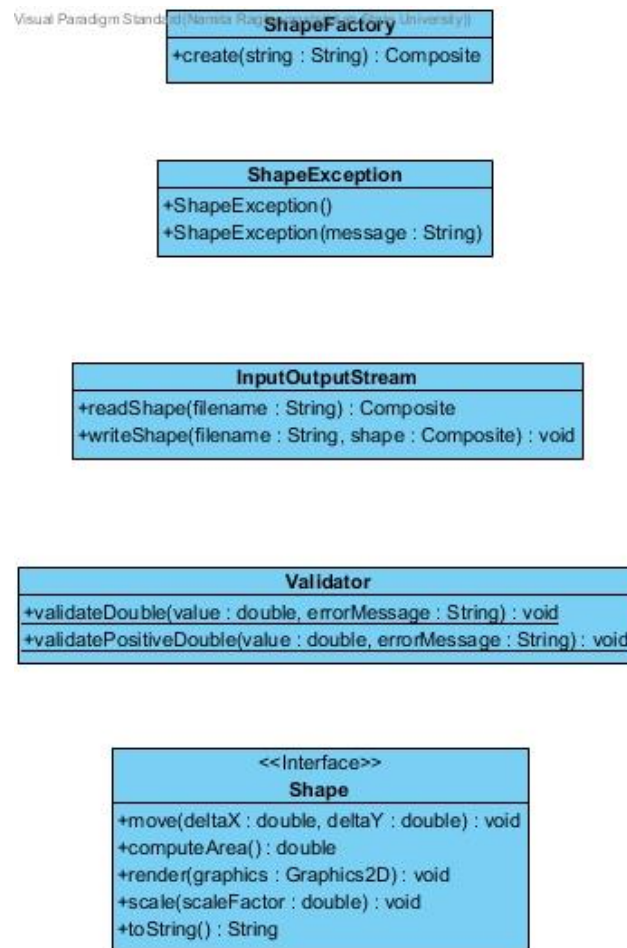 Visual Paradigm Standard(Namita
ShapeFactory
+create(string : String) : Composite
ShapeException
+ShapeException()
+ShapeException(message : String)
InputOutputStream
+readShape(filename : String) : Composite
+writeShape(filename : String, shape : Composite) : void
Validator
+validateDouble(value : double, errorMessage : String) : void
+validatePositiveDouble(value : double, errorMessage : String) : void
<<Interface>>
Shape
+move(deltaX : double, deltaY : double) : void
+computeArea() : double
+render(graphics : Graphics2D) : void
+scale(scaleFactor : double) : void
+toString() : String